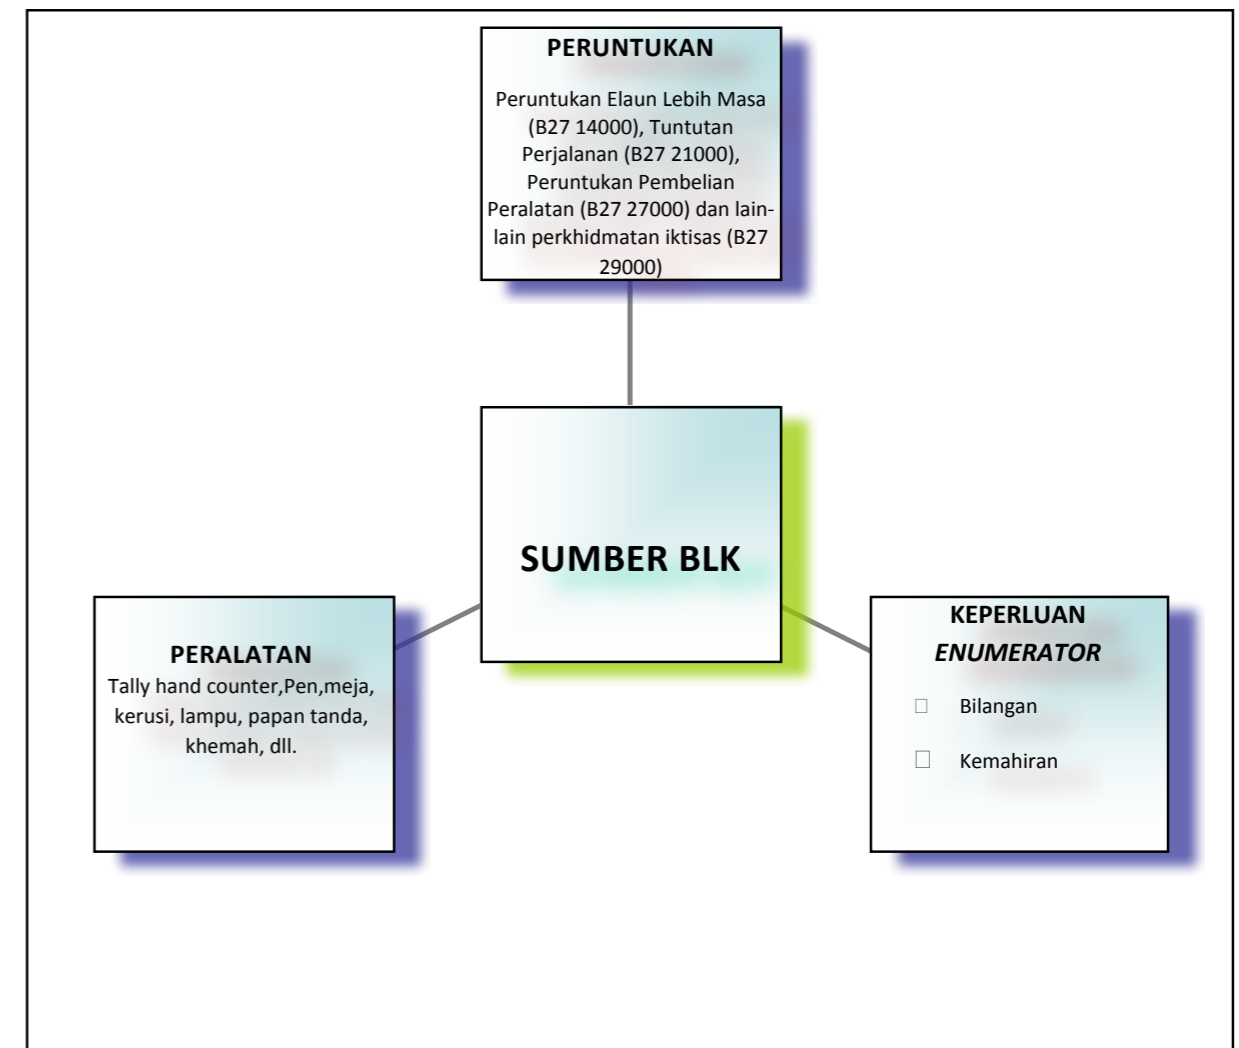 PERUNTUKAN
Peruntukan Elaun Lebih Masa
(B27 14000), Tuntutan
Perjalanan (B27 21000),
Peruntukan Pembelian
Peralatan (B27 27000) dan lain-
lain perkhidmatan iktisas (B27
29000)
SUMBER BLK
PERALATAN
Tally hand counter,Pen,meja,
kerusi, lampu, papan tanda,
khemah, dll.
KEPERLUAN
ENUMERATOR
Bilangan
Kemahiran